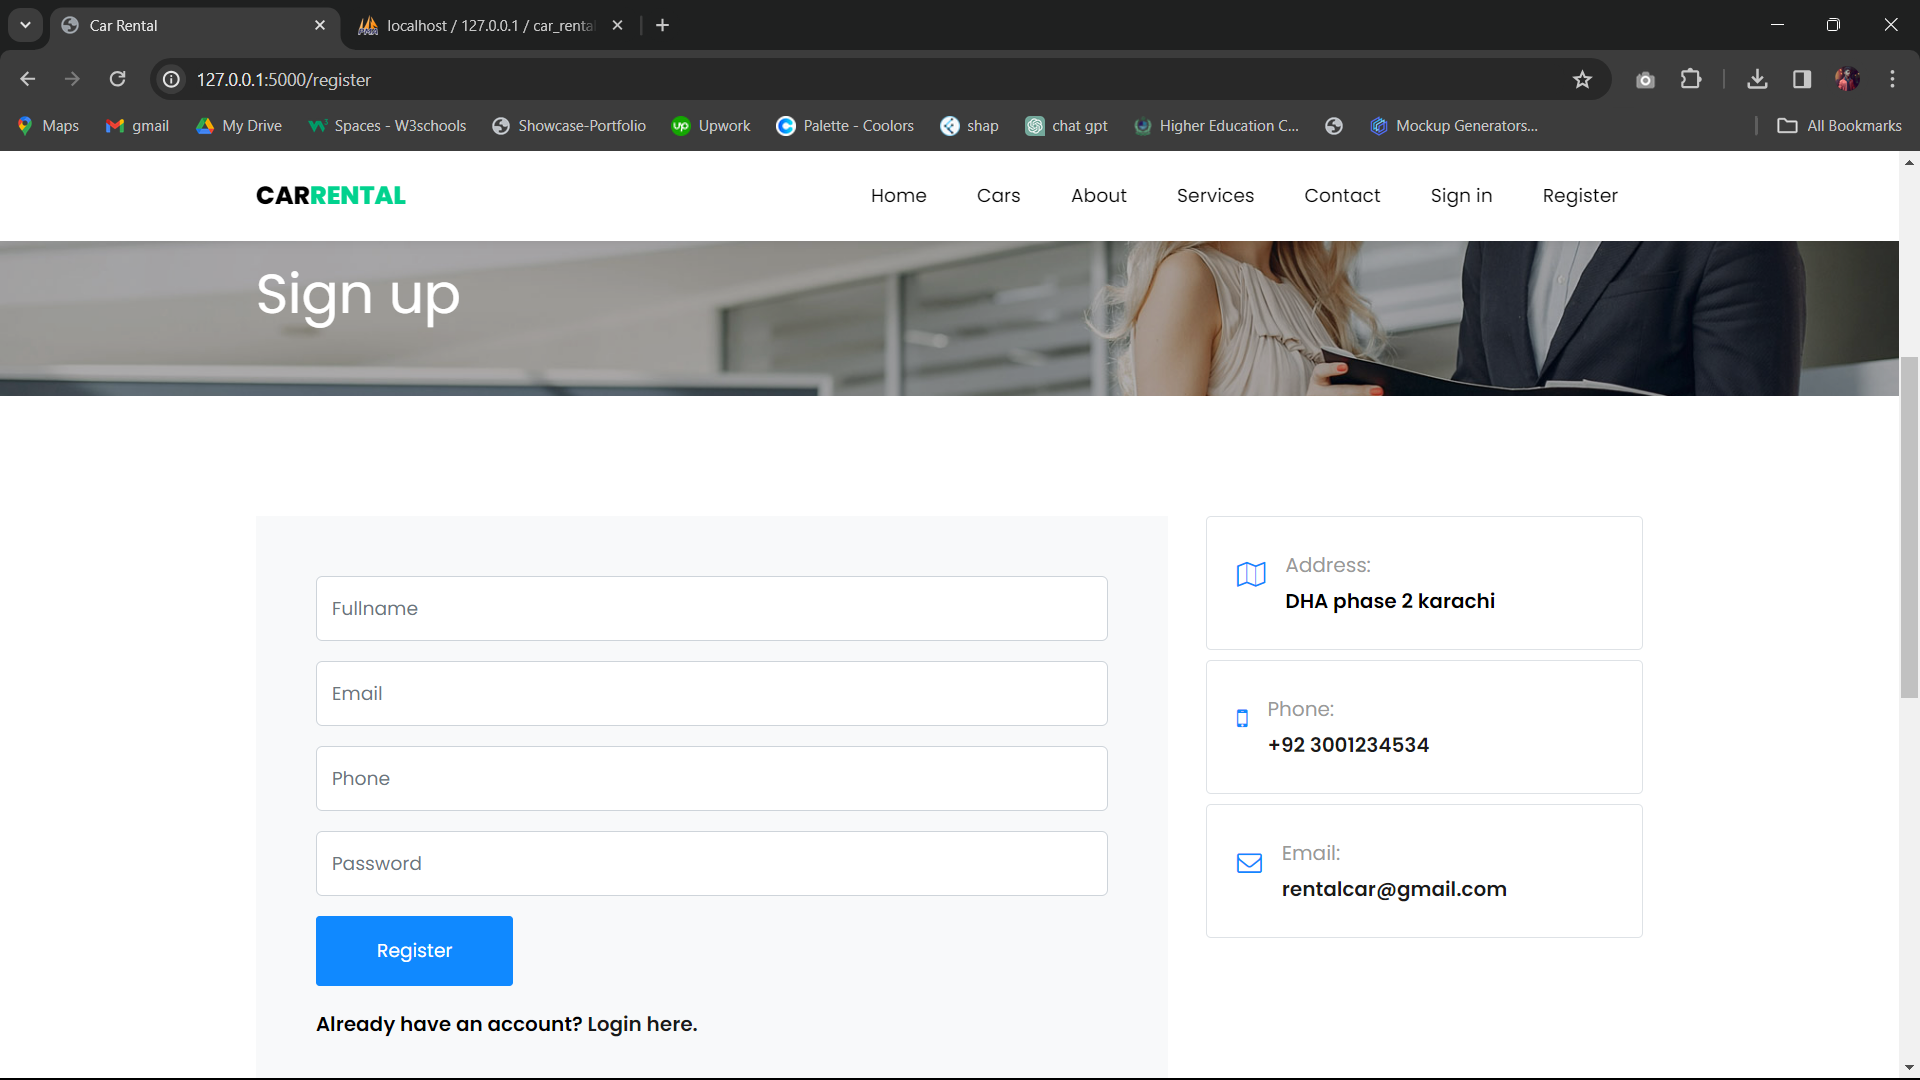 Car Rental
localhost / 127.0.0.1 / car_renta
127.0.0.1:5000/register
Maps
gmail
My Drive
Spaces - W3schools
Showcase-Portfolio
Upwork
Palette - Coolors
shap
chat gpt
Higher Education C...
Mockup Generators...
All Bookmarks
CARRENTAL
Home
Cars
About
Services
Contact
Sign in
Register
Sign up
Fullname
Email
Phone
Password
Register
Already have an account? Login here.
Address:
DHA phase 2 karachi
Phone:
+92 3001234534
Email:
rentalcar@gmail.com